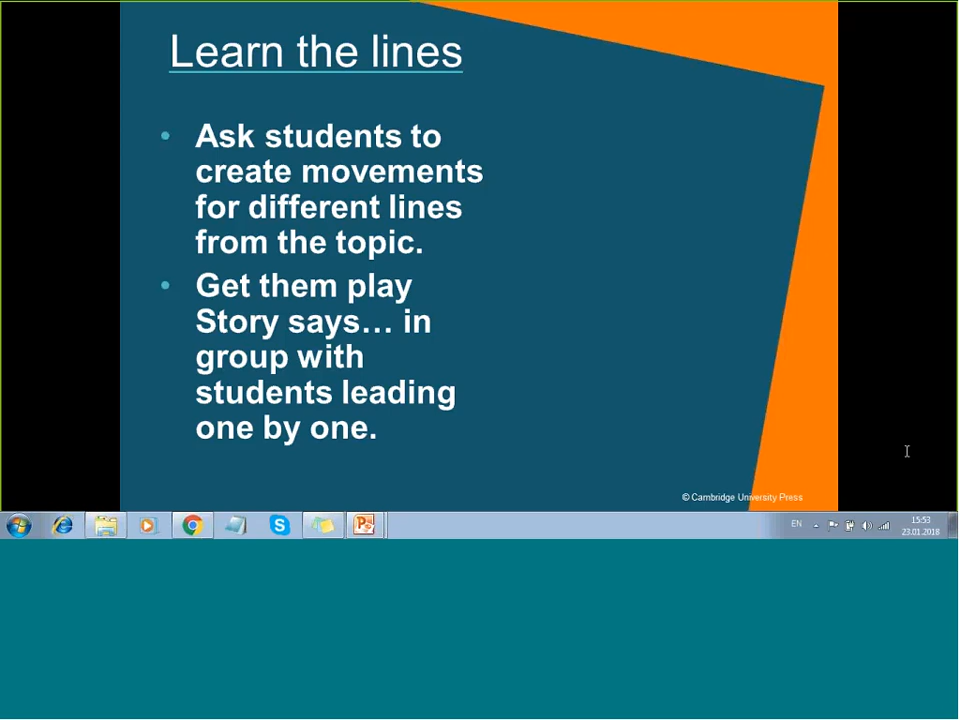 Learn the lines
• Ask students to
create movements
for different lines
from the topic.
• Get them play
Story says… in
group with
students leading
one by one.
© Cambridge University Press
EN
15:53
23.01.2018